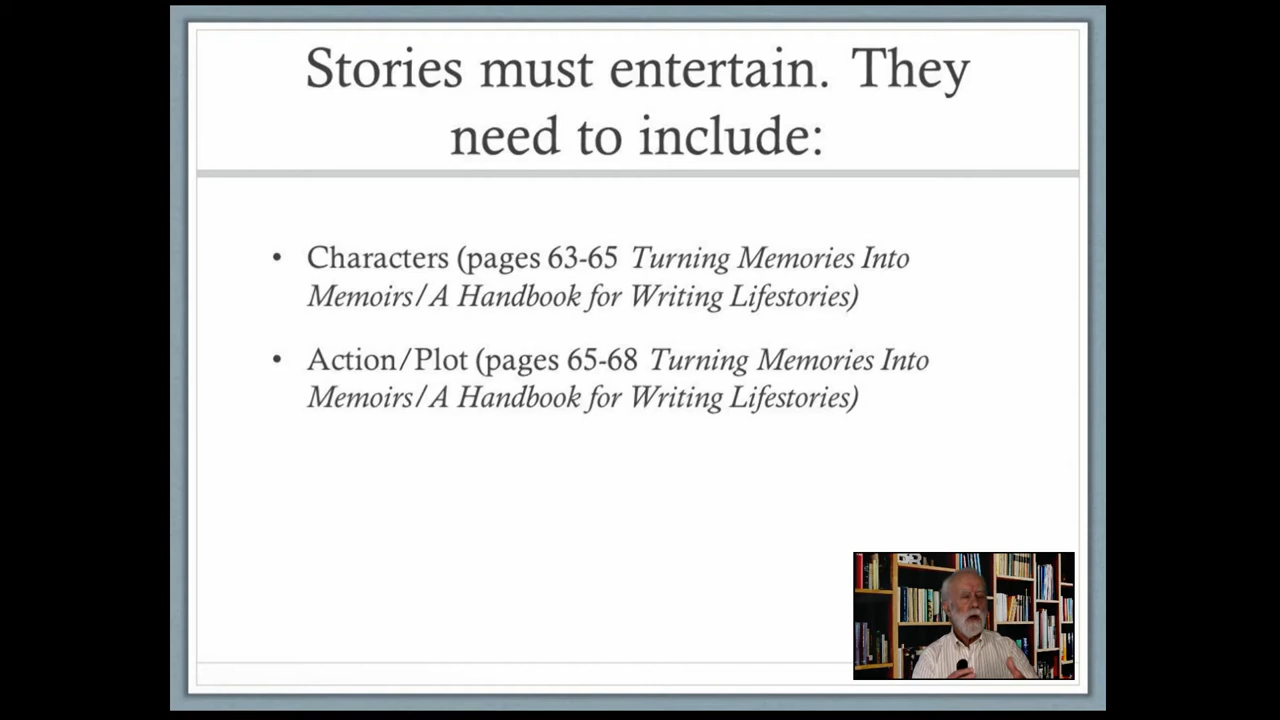 Stories must entertain. They
need to include:
• Characters (pages 63-65 Turning Memories Into
Memoirs/A Handbook for Writing Lifestories)
• Action/Plot (pages 65-68 Turning Memories Into
Memoirs/A Handbook for Writing Lifestories)